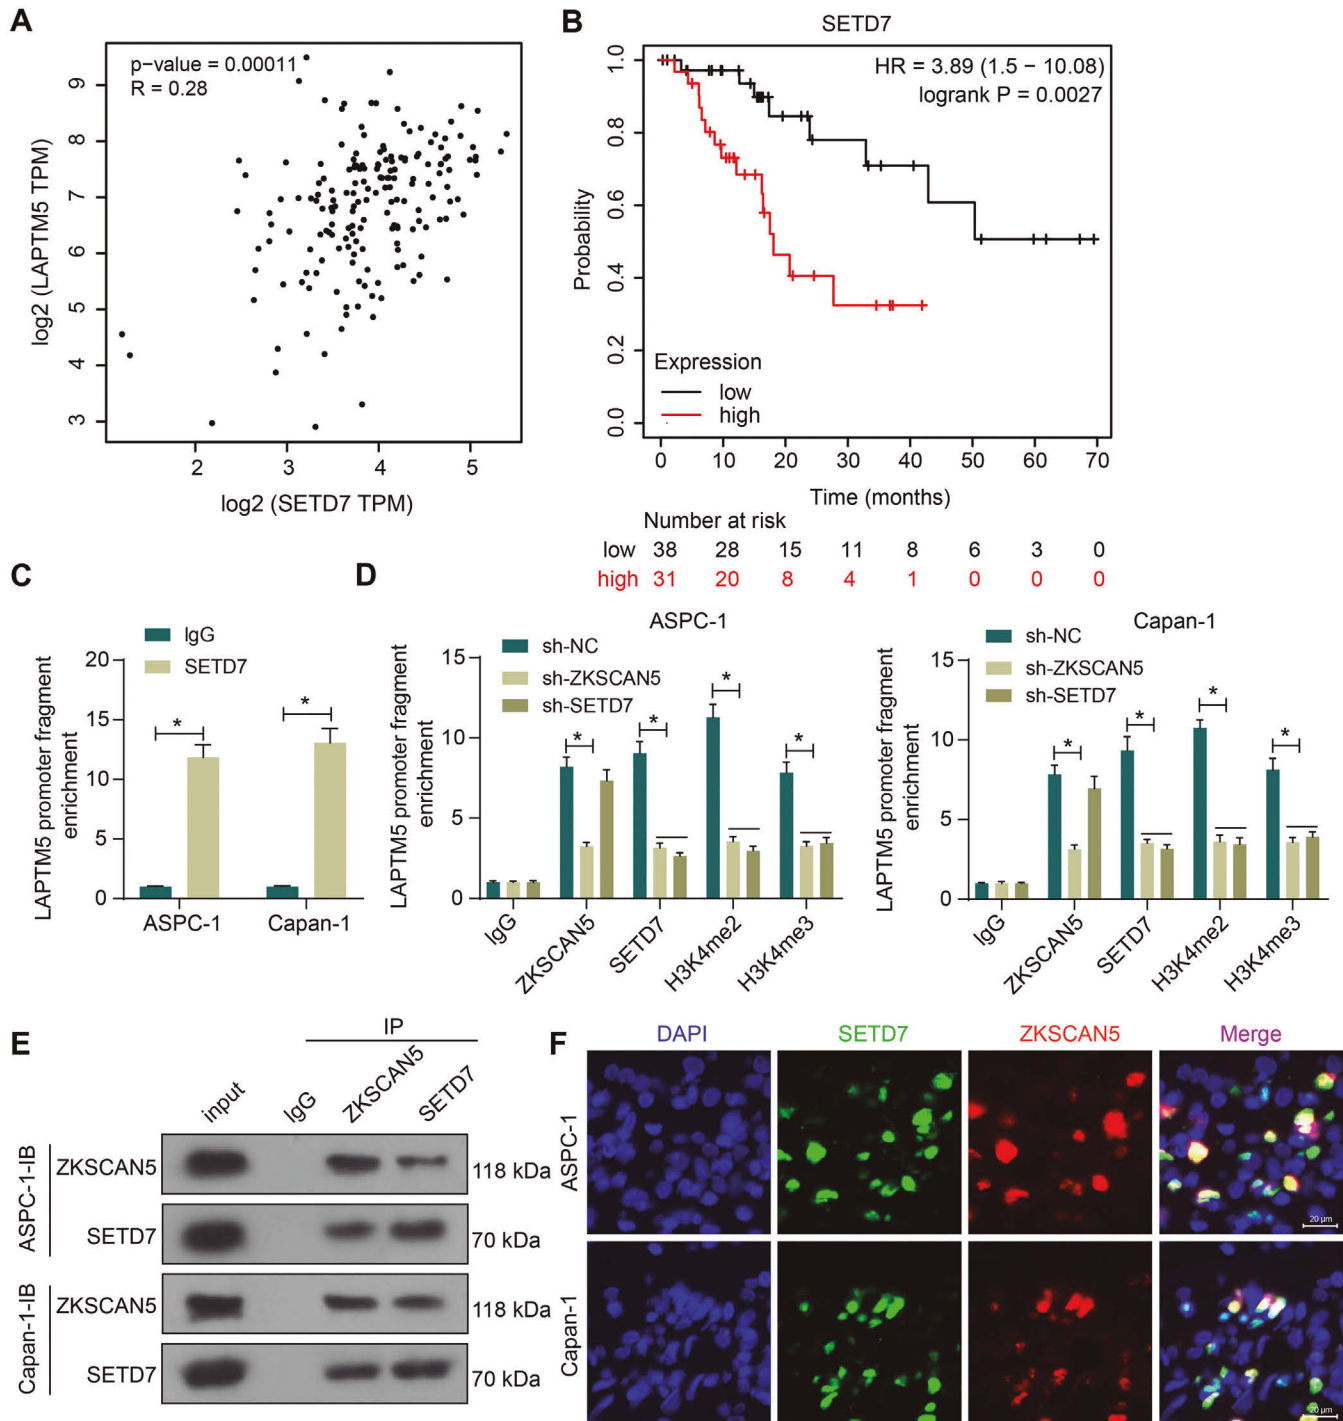 A
p-value = 0.00011
R = 0.28
log2 (LAPTM5 TPM)
9
8
7
6
5
4
3
2 3 4 5
log2 (SETD7 TPM)
B
SETD7
HR = 3.89 (1.5 − 10.08)
logrank P = 0.0027
Probability
1.0
0.8
0.6
0.4
0.2
0.0
Expression
low
high
0 10 20 30 40 50 60 70
Time (months)
Number at risk
low 38 28 15 11 8 6 3 0
high 31 20 8 4 1 0 0 0
C
IgG
SETD7
LAPTM5 promoter fragment
enrichment
20
15
10
5
0
* *
ASPC-1 Capan-1
D
ASPC-1
sh-NC
sh-ZKSCAN5
sh-SETD7
LAPTM5 promoter fragment
enrichment
15
10
5
0
* * * *
IgG ZKSCAN5 SETD7 H3K4me2 H3K4me3
Capan-1
sh-NC
sh-ZKSCAN5
sh-SETD7
LAPTM5 promoter fragment
enrichment
15
10
5
0
* * * *
IgG ZKSCAN5 SETD7 H3K4me2 H3K4me3
E
IP
input IgG ZKSCAN5 SETD7
ASPC-1-IB
ZKSCAN5 118 kDa
SETD7 70 kDa
Capan-1-IB
ZKSCAN5 118 kDa
SETD7 70 kDa
F
DAPI SETD7 ZKSCAN5 Merge
ASPC-1
20 μm
Capan-1
20 μm